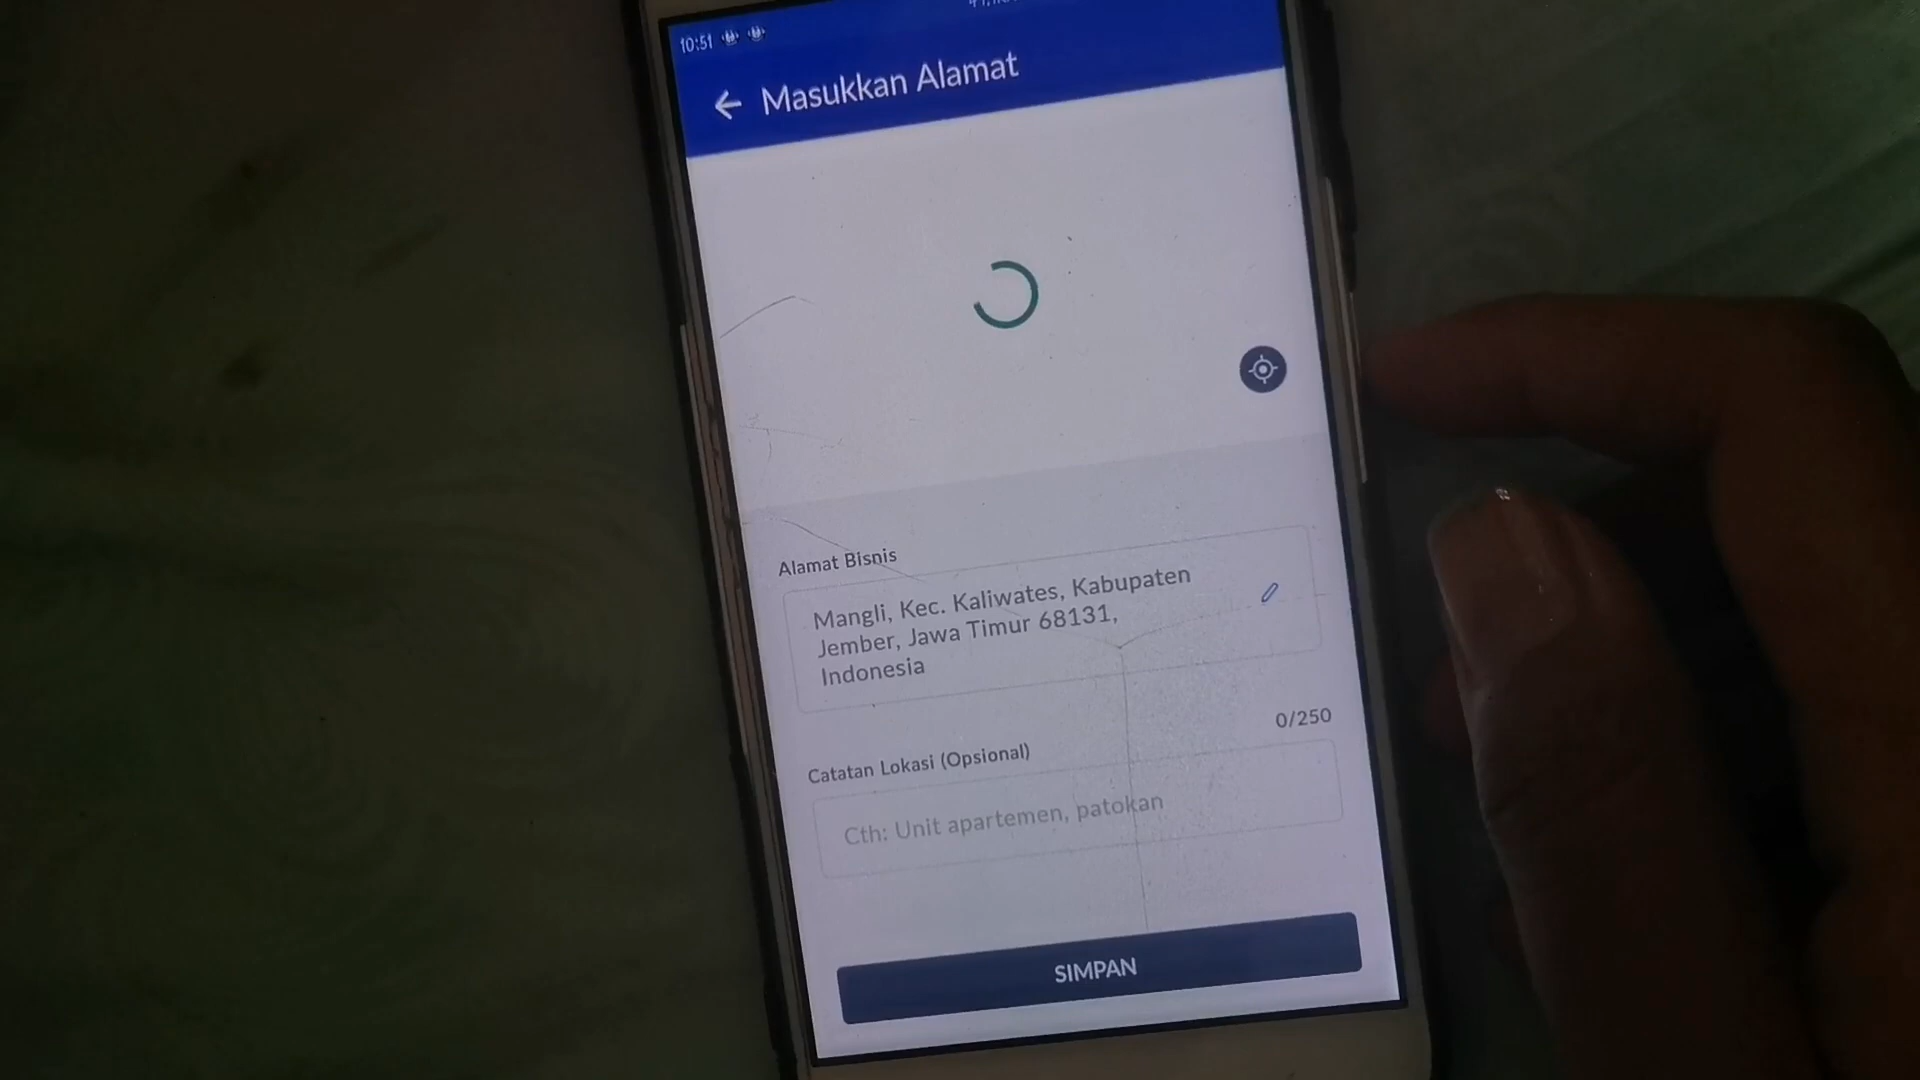 10:51
Masukkan Alamat
Alamat Bisnis
Mangli, Kec. Kaliwates, Kabupaten
Jember, Jawa Timur 68131,
Indonesia
0/250
Catatan Lokasi (Opsional)
Cth: Unit apartemen, patokan
SIMPAN